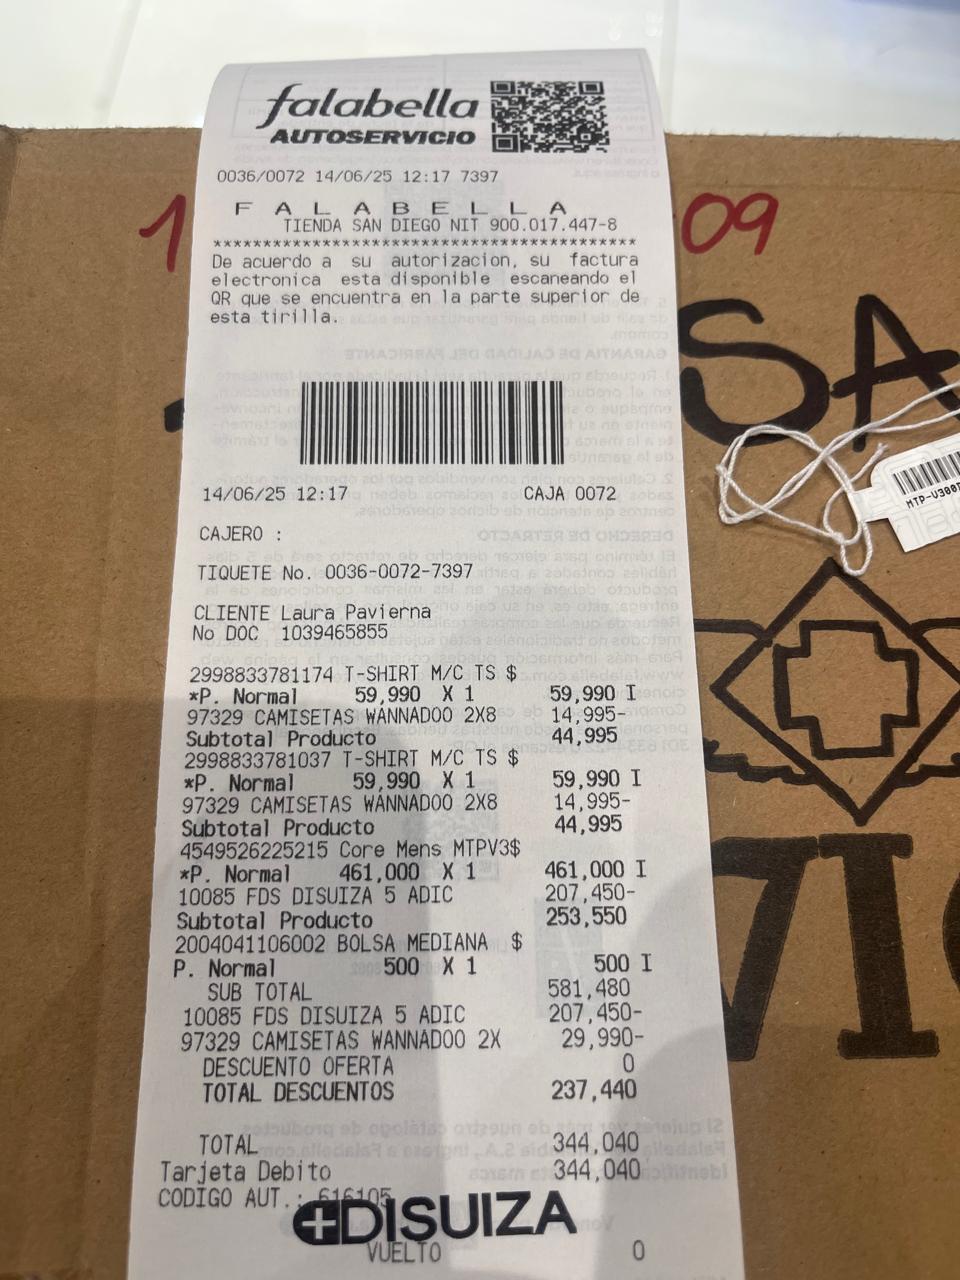 falabella
AUTOSERVICIO
0036/0072 14/06/25 12:17 7397
F A L A B E L L A
TIENDA SAN DIEGO NIT 900.017.447-8
******************************************
De acuerdo a su autorizacion, su factura
electronica esta disponible escaneando el
QR que se encuentra en la parte superior de
esta tirilla.
14/06/25 12:17 CAJA 0072
CAJERO :
TIQUETE No. 0036-0072-7397
CLIENTE Laura Pavierna
No DOC 1039465855
2998833781174 T-SHIRT M/C TS $
*P. Normal 59,990 X 1 59,990 I
97329 CAMISETAS WANNADOO 2X8 14,995-
Subtotal Producto 44,995
2998833781037 T-SHIRT M/C TS $
*P. Normal 59,990 X 1 59,990 I
97329 CAMISETAS WANNADOO 2X8 14,995-
Subtotal Producto 44,995
4549526225215 Core Mens MTPV3$
*P. Normal 461,000 X 1 461,000 I
10085 FDS DISUIZA 5 ADIC 207,450-
Subtotal Producto 253,550
2004041106002 BOLSA MEDIANA $
P. Normal 500 X 1 500 I
SUB TOTAL 581,480
10085 FDS DISUIZA 5 ADIC 207,450-
97329 CAMISETAS WANNADOO 2X 29,990-
DESCUENTO OFERTA 0
TOTAL DESCUENTOS 237,440
TOTAL 344,040
Tarjeta Debito 344,040
CODIGO AUT.: 616105
DISUIZA
VUELTO 0
1
09
SA
VI
MTP-V300